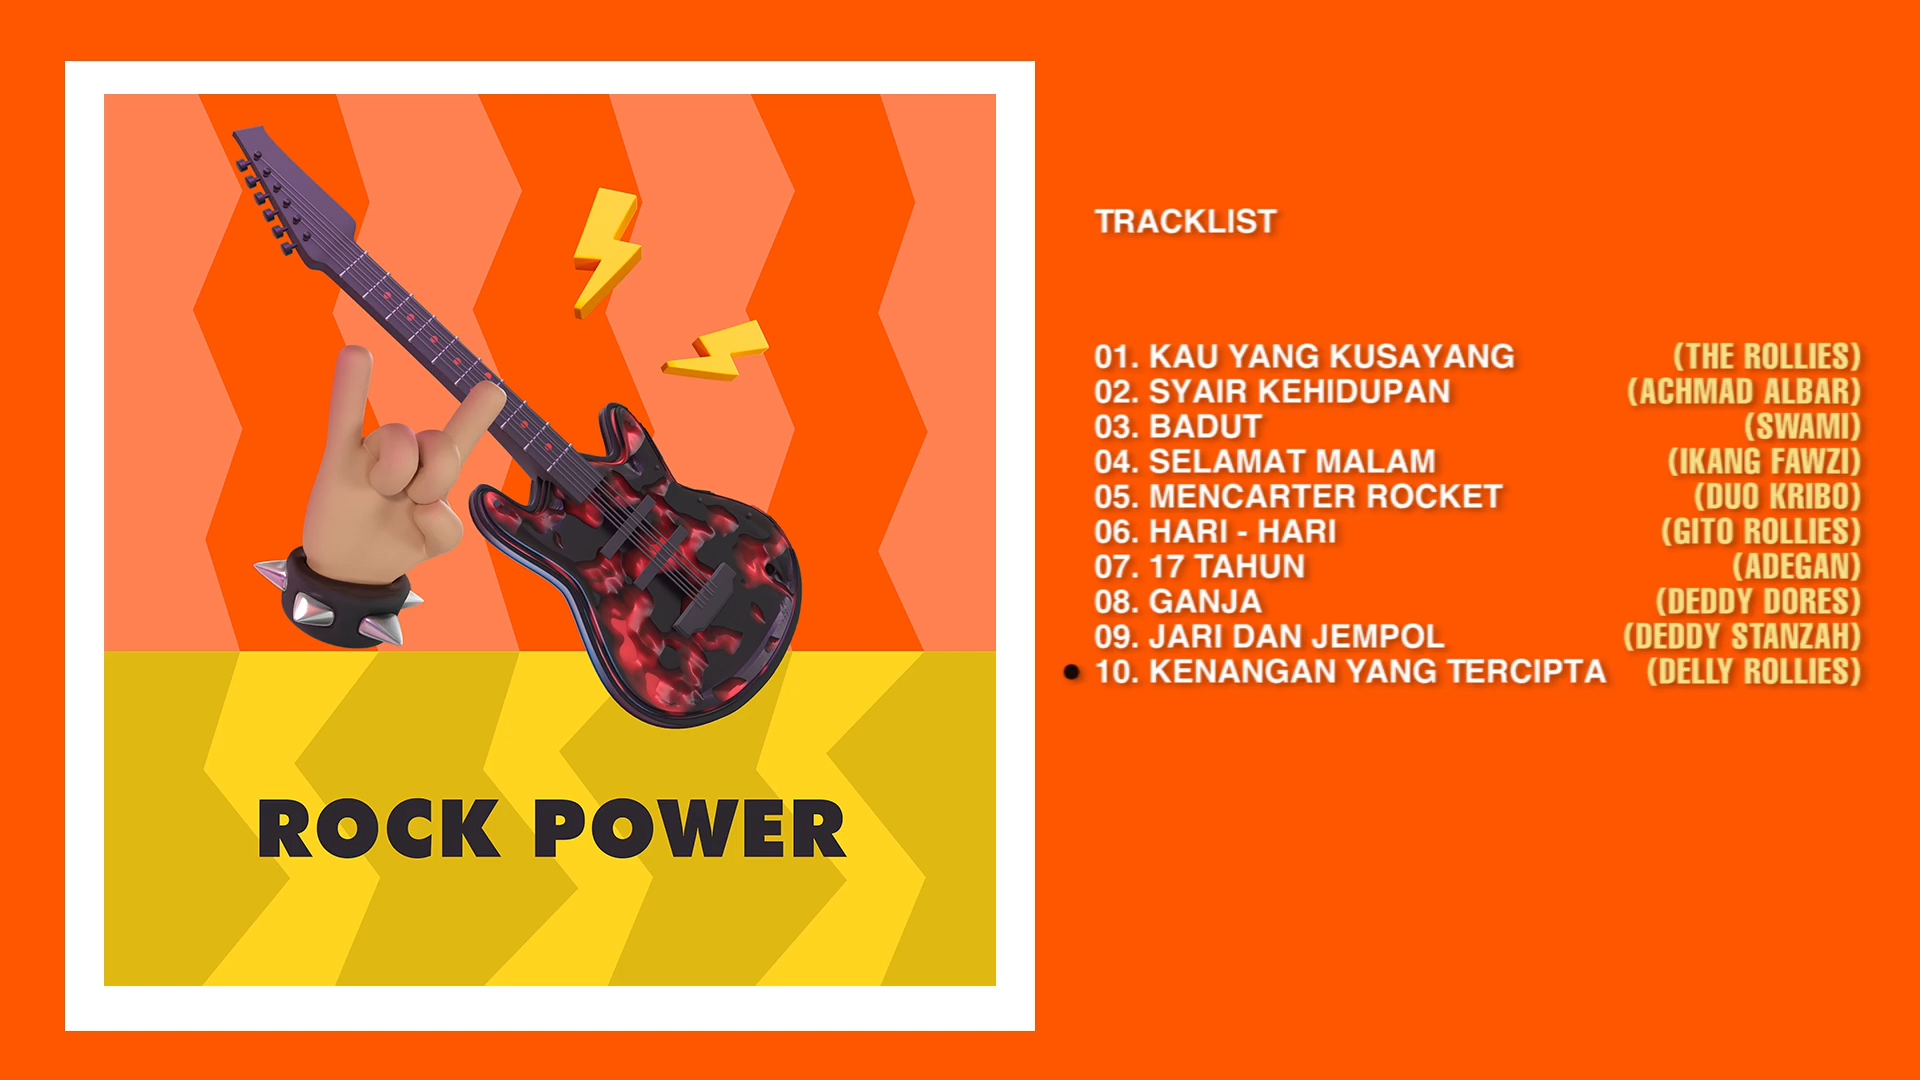 ROCK POWER
TRACKLIST
01. KAU YANG KUSAYANG (THE ROLLIES)
02. SYAIR KEHIDUPAN (ACHMAD ALBAR)
03. BADUT (SWAMI)
04. SELAMAT MALAM (IKANG FAWZI)
05. MENCARTER ROCKET (DUO KRIBO)
06. HARI - HARI (GITO ROLLIES)
07. 17 TAHUN (ADEGAN)
08. GANJA (DEDDY DORES)
09. JARI DAN JEMPOL (DEDDY STANZAH)
10. KENANGAN YANG TERCIPTA (DELLY ROLLIES)